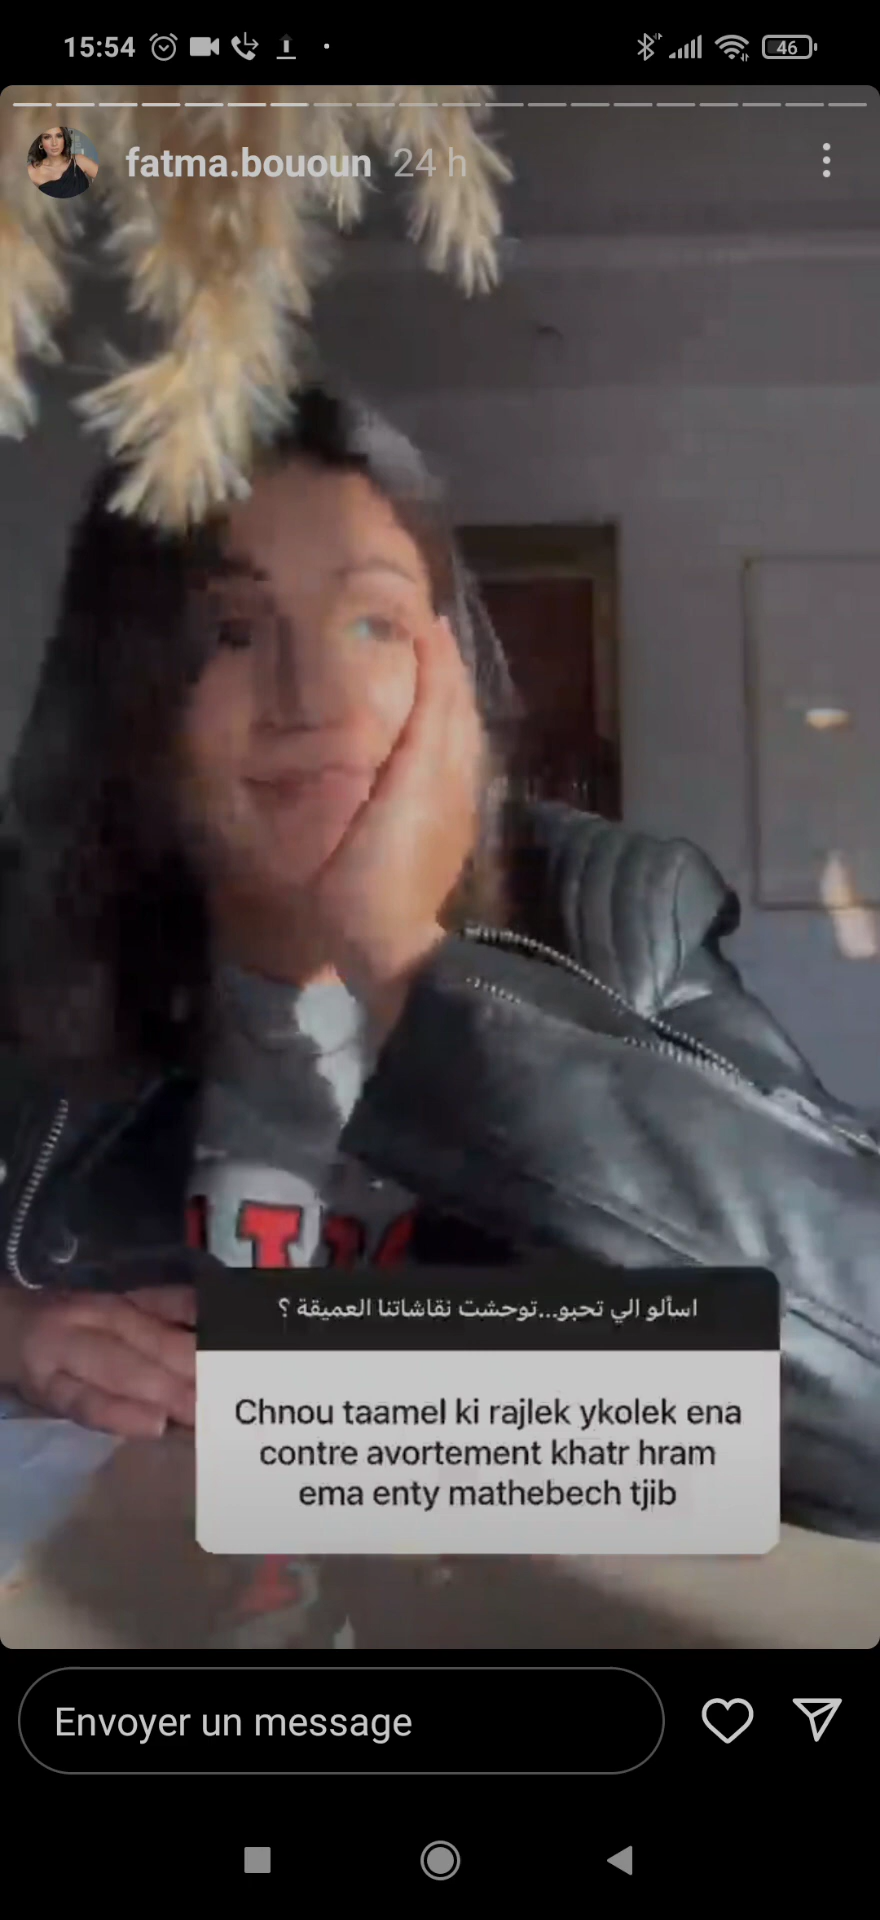 15:54
46
fatma.bououn 24 h
اسألو الي تحبو...توحشت نقاشاتنا العميقة ؟
Chnou taamel ki rajlek ykolek ena
contre avortement khatr hram
ema enty mathebech tjib
Envoyer un message